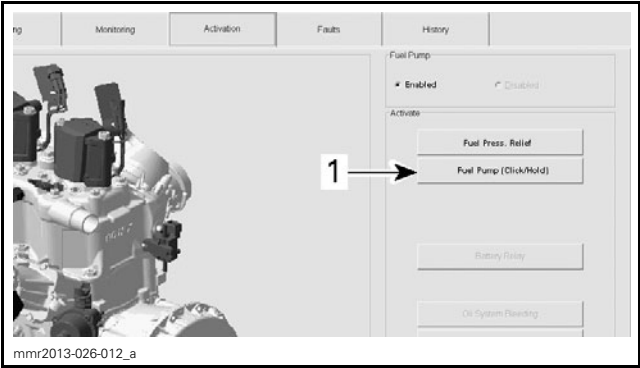 ng Monitoring Activation Faults History
Fuel Pump
Enabled Disabled
Activate
Fuel Press. Relief
1
Fuel Pump (Click/Hold)
Battery Relay
Oil System Bleeding
mmr2013-026-012_a